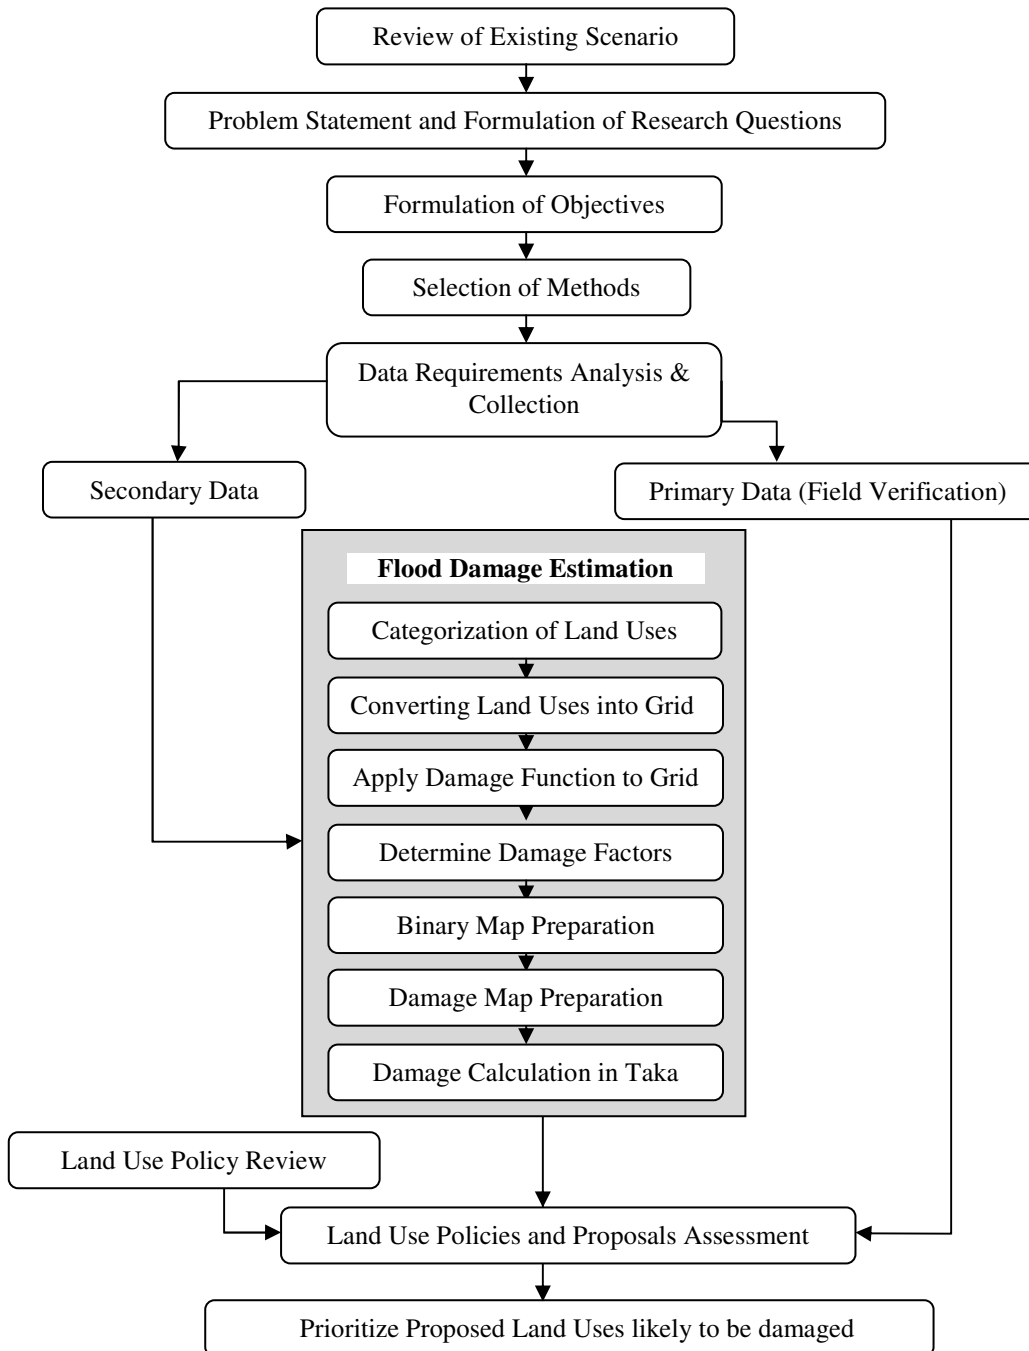 Review of Existing Scenario
Problem Statement and Formulation of Research Questions
Formulation of Objectives
Selection of Methods
Data Requirements Analysis &
Collection
Secondary Data
Primary Data (Field Verification)
Flood Damage Estimation
Categorization of Land Uses
Converting Land Uses into Grid
Apply Damage Function to Grid
Determine Damage Factors
Binary Map Preparation
Damage Map Preparation
Damage Calculation in Taka
Land Use Policy Review
Land Use Policies and Proposals Assessment
Prioritize Proposed Land Uses likely to be damaged